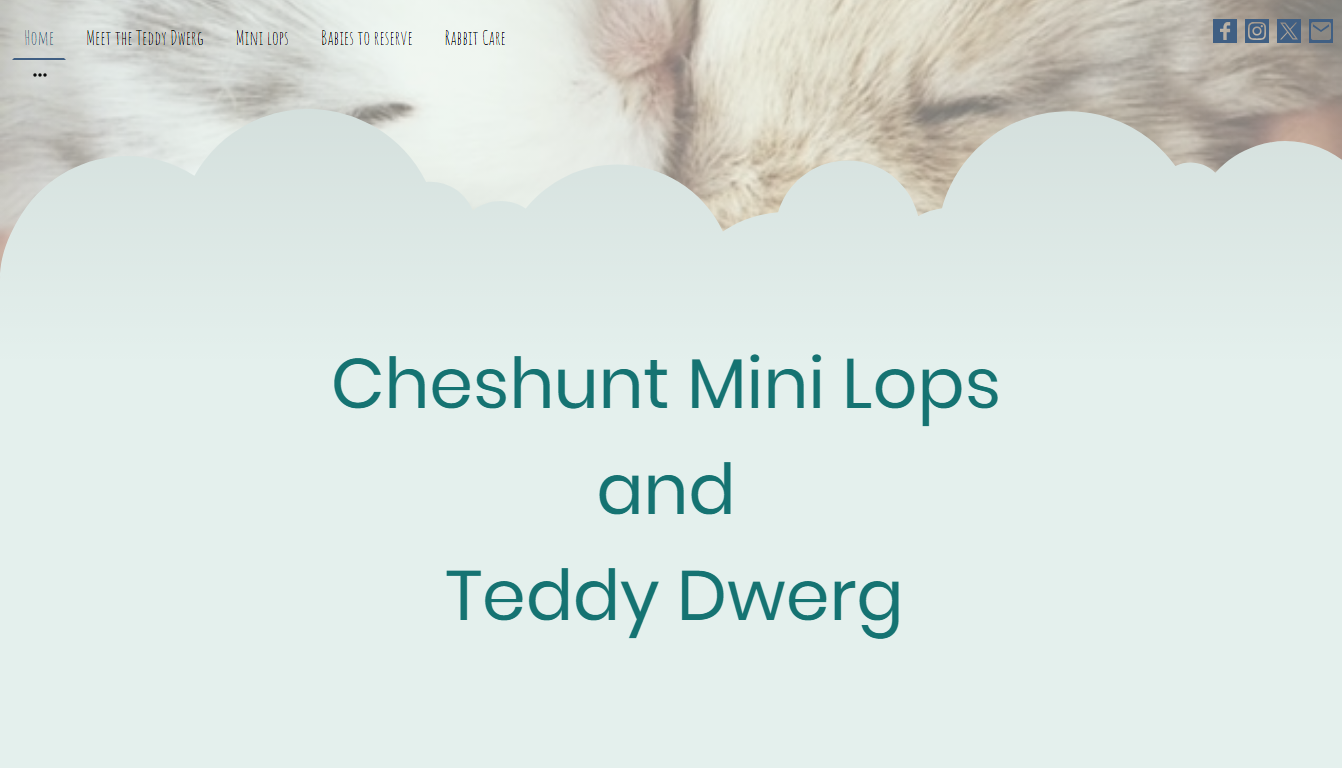 Home Meet the Teddy Dwerg Mini lops Babies to reserve Rabbit Care
Cheshunt Mini Lops
and
Teddy Dwerg